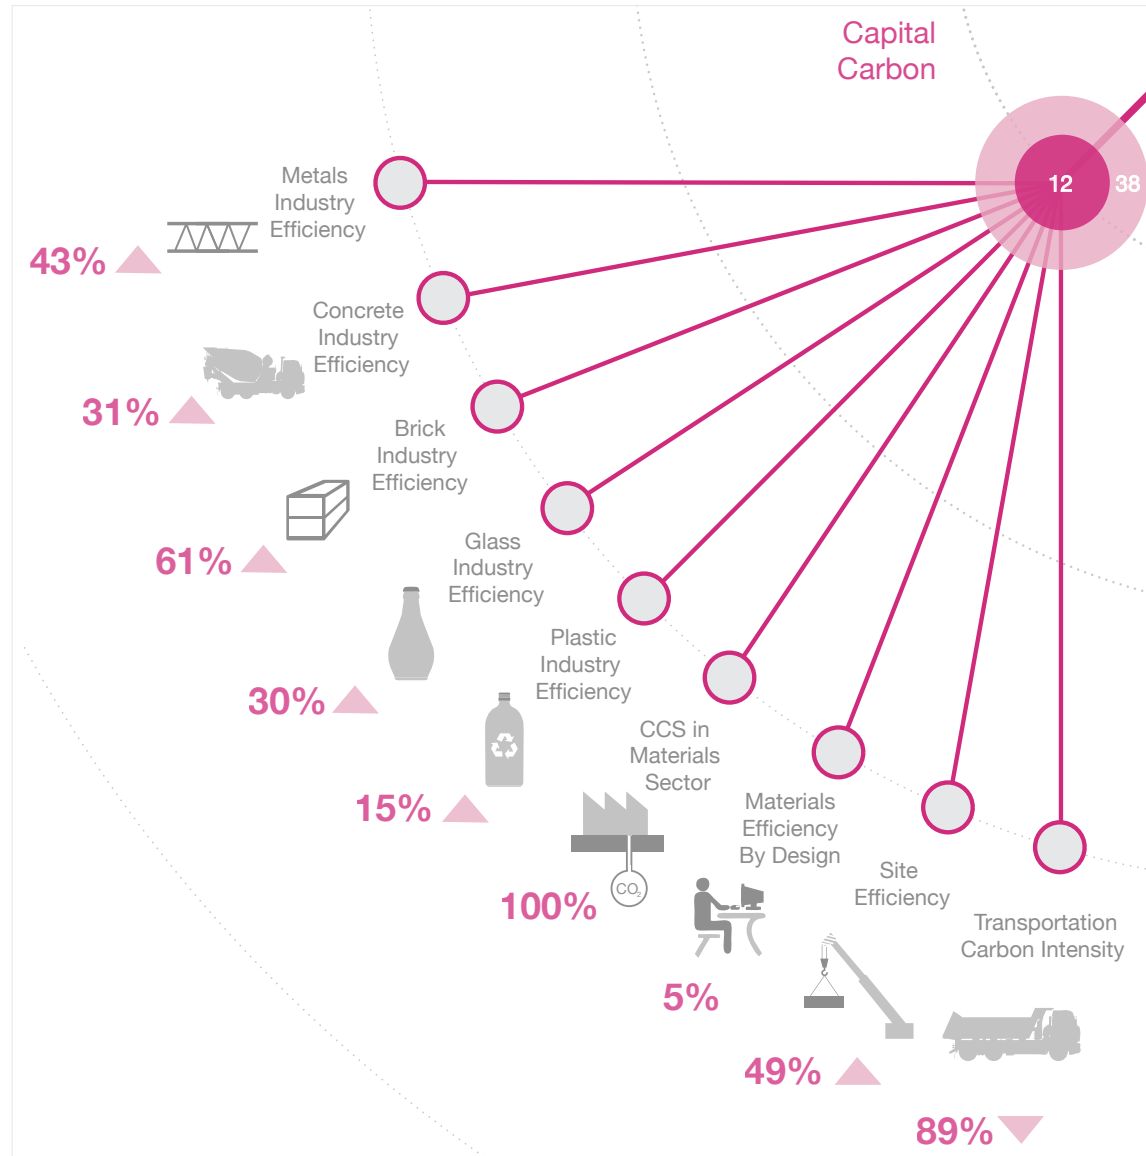 Capital
Carbon
12
38
Metals
Industry
Efficiency
43%
Concrete
Industry
Efficiency
31%
Brick
Industry
Efficiency
61%
Glass
Industry
Efficiency
30%
Plastic
Industry
Efficiency
15%
CCS in
Materials
Sector
CO2
100%
Materials
Efficiency
By Design
5%
Site
Efficiency
49%
Transportation
Carbon Intensity
89%